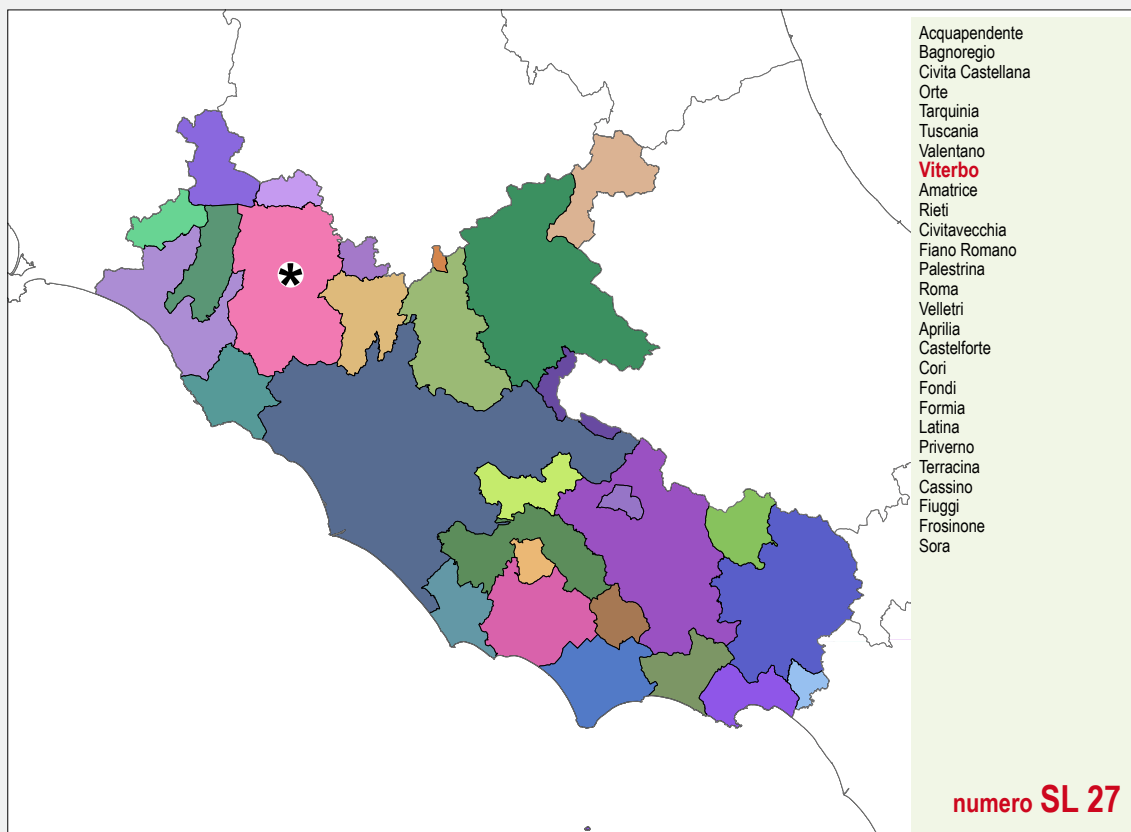 Acquapendente
Bagnoregio
Civita Castellana
Orte
Tarquinia
Tuscania
Valentano
Viterbo
Amatrice
Rieti
Civitavecchia
Fiano Romano
Palestrina
Roma
Velletri
Aprilia
Castelforte
Cori
Fondi
Formia
Latina
Priverno
Terracina
Cassino
Fiuggi
Frosinone
Sora
numero SL 27